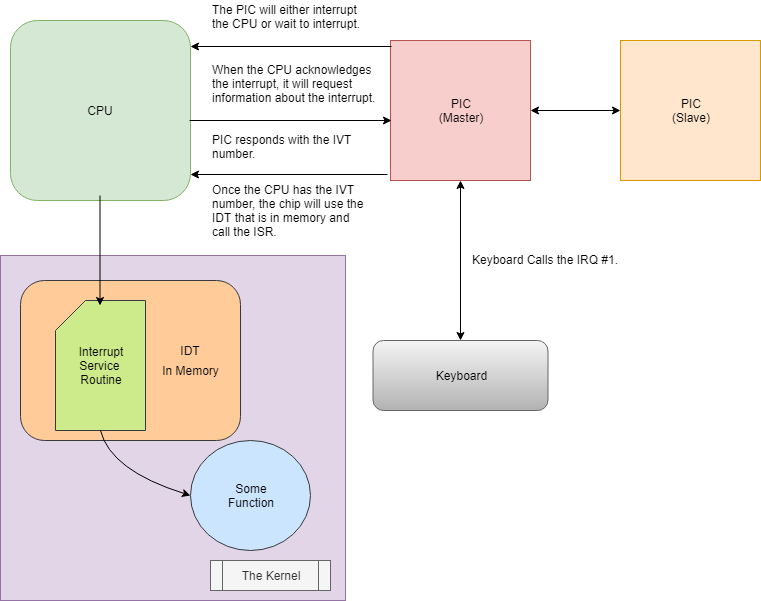 The PIC will either interrupt
the CPU or wait to interrupt.
When the CPU acknowledges
the interrupt, it will request
information about the interrupt.
CPU
PIC
(Master)
PIC
(Slave)
PIC responds with the IVT
number.
Once the CPU has the IVT
number, the chip will use the
IDT that is in memory and
call the ISR.
Keyboard Calls the IRQ #1.
Interrupt
Service
Routine
IDT
In Memory
Keyboard
Some
Function
The Kernel